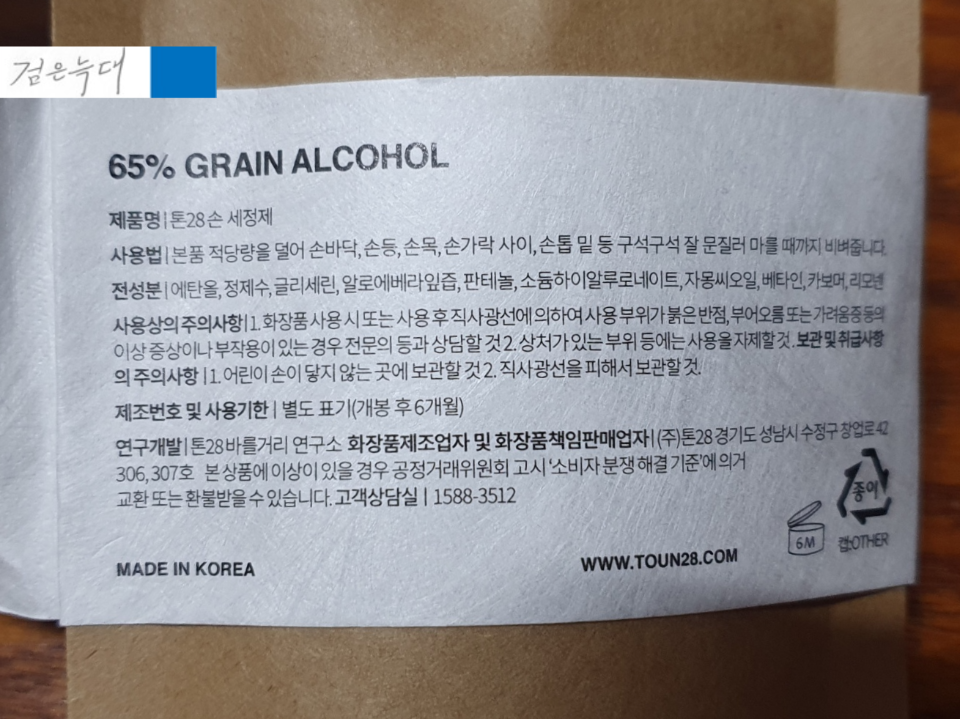 검은늑대
65% GRAIN ALCOHOL
제품명 | 톤28 손 세정제
사용법 | 본품 적당량을 덜어 손바닥, 손등, 손목, 손가락 사이, 손톱 밑 등 구석구석 잘 문질러 마를 때까지 비벼줍니다.
전성분 | 에탄올, 정제수, 글리세린, 알로에베라잎즙, 판테놀, 소듐하이알루로네이트, 자몽씨오일, 베타인, 카보머, 리모넨
사용상의 주의사항 | 1. 화장품 사용 시 또는 사용 후 직사광선에 의하여 사용 부위가 붉은 반점, 부어오름 또는 가려움증 등의
이상 증상이나 부작용이 있는 경우 전문의 등과 상담할 것 2. 상처가 있는 부위 등에는 사용을 자제할 것. 보관 및 취급사항
의 주의사항 | 1. 어린이 손이 닿지 않는 곳에 보관할 것 2. 직사광선을 피해서 보관할 것.
제조번호 및 사용기한 | 별도 표기(개봉 후 6개월)
연구개발 | 톤28 바를거리 연구소 화장품제조업자 및 화장품책임판매업자 | (주)톤28 경기도 성남시 수정구 창업로 42
306, 307호 본 상품에 이상이 있을 경우 공정거래위원회 고시 '소비자 분쟁 해결 기준'에 의거
교환 또는 환불받을 수 있습니다. 고객상담실 | 1588-3512
종이
6M
캡:OTHER
MADE IN KOREA
WWW.TOUN28.COM